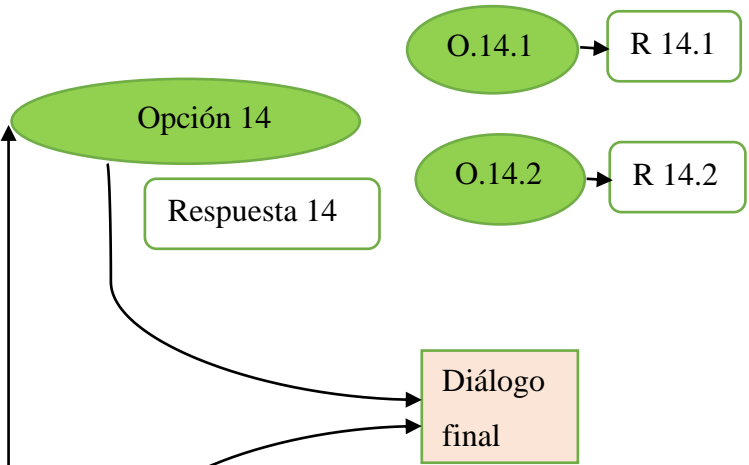 O.14.1
R 14.1
Opción 14
O.14.2
R 14.2
Respuesta 14
Diálogo
final